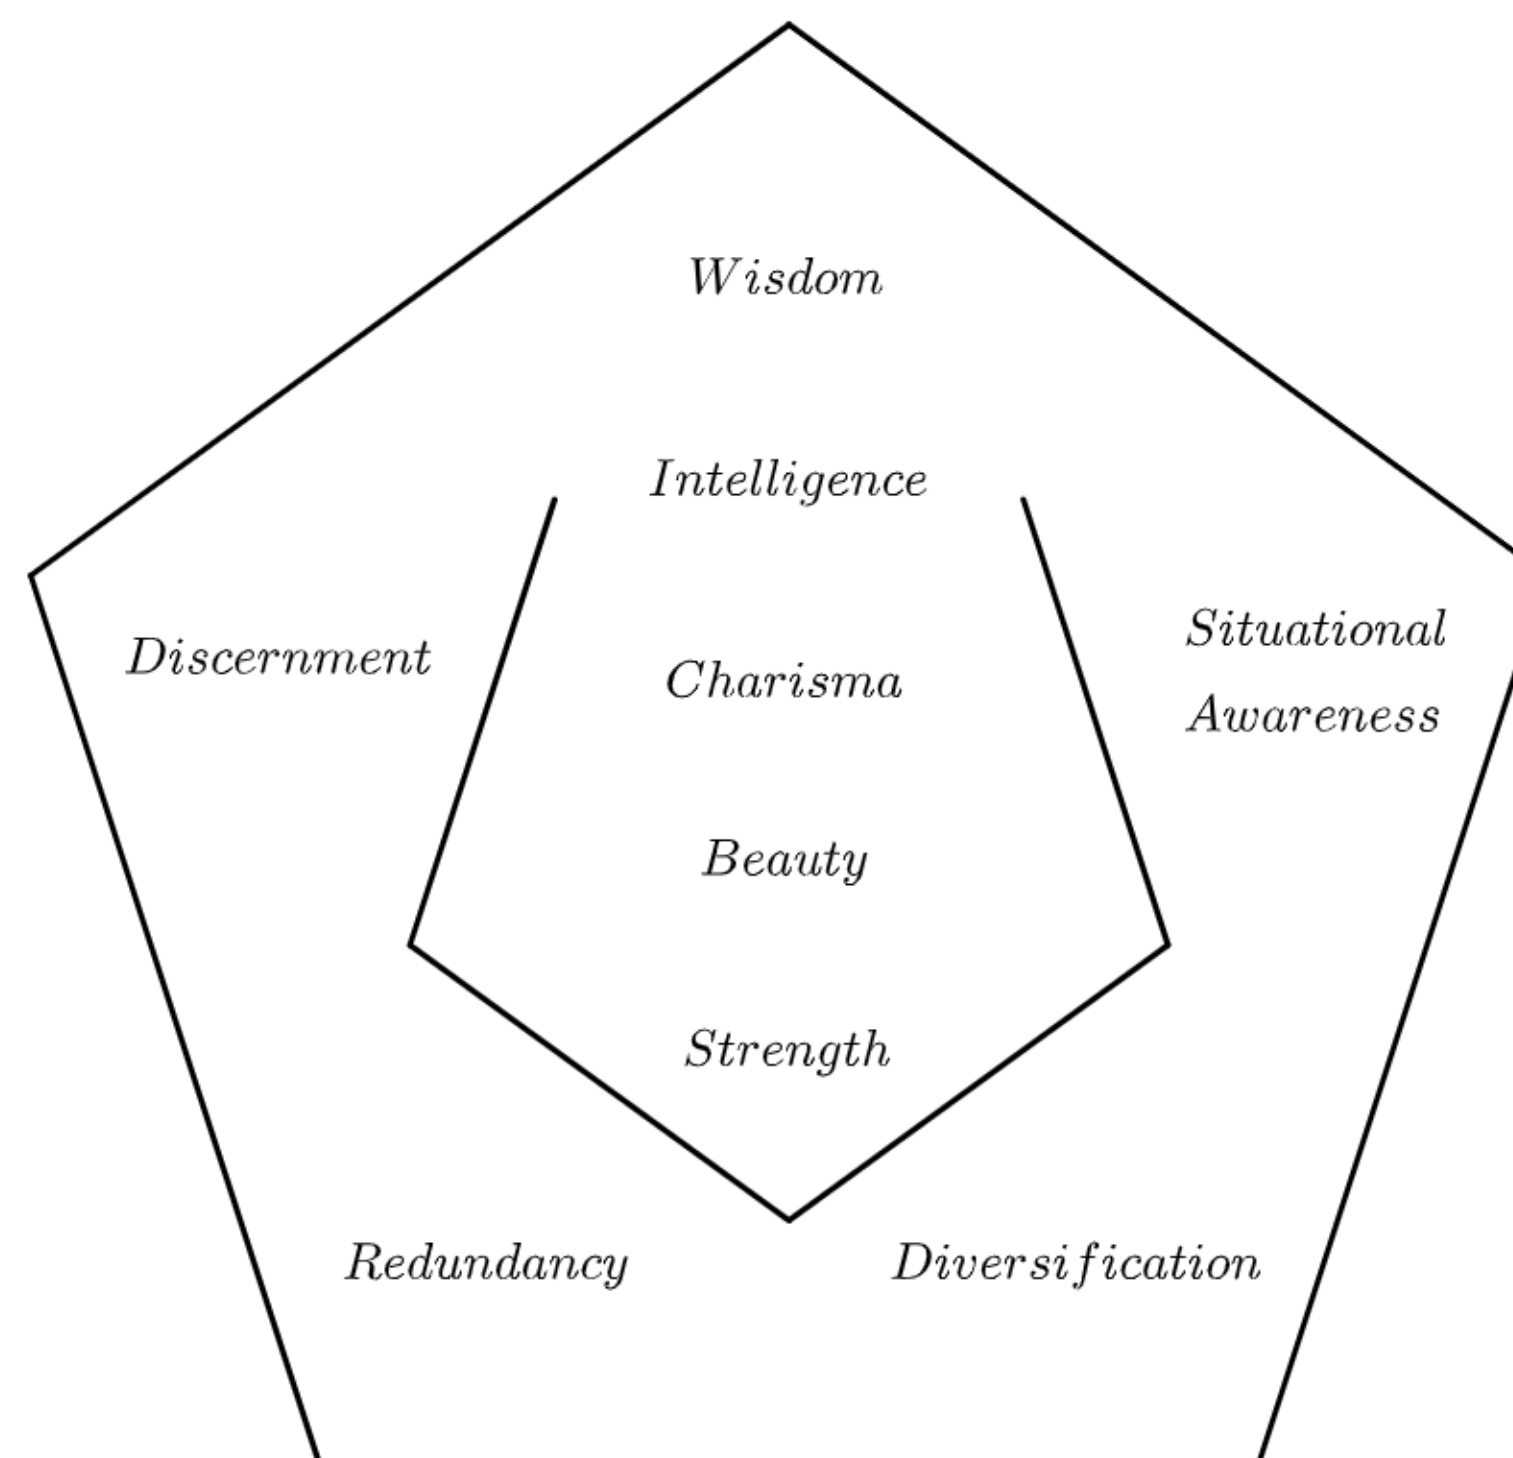 Wisdom
Intelligence
Discernment
Situational
Awareness
Charisma
Beauty
Strength
Redundancy
Diversification